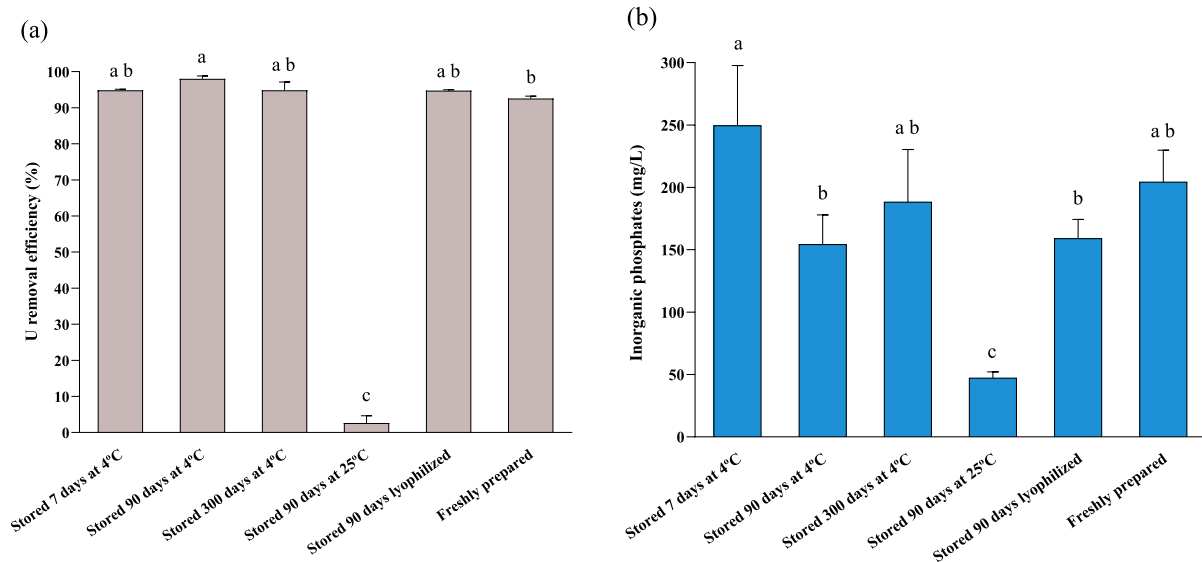 (a)
U removal efficiency (%)
100
90
80
70
60
50
40
30
20
10
0
a b
a
a b
c
a b
b
Stored 7 days at 4ºC
Stored 90 days at 4ºC
Stored 300 days at 4ºC
Stored 90 days at 25ºC
Stored 90 days lyophilized
Freshly prepared
(b)
Inorganic phosphates (mg/L)
300
250
200
150
100
50
0
a
b
a b
c
b
a b
Stored 7 days at 4ºC
Stored 90 days at 4ºC
Stored 300 days at 4ºC
Stored 90 days at 25ºC
Stored 90 days lyophilized
Freshly prepared